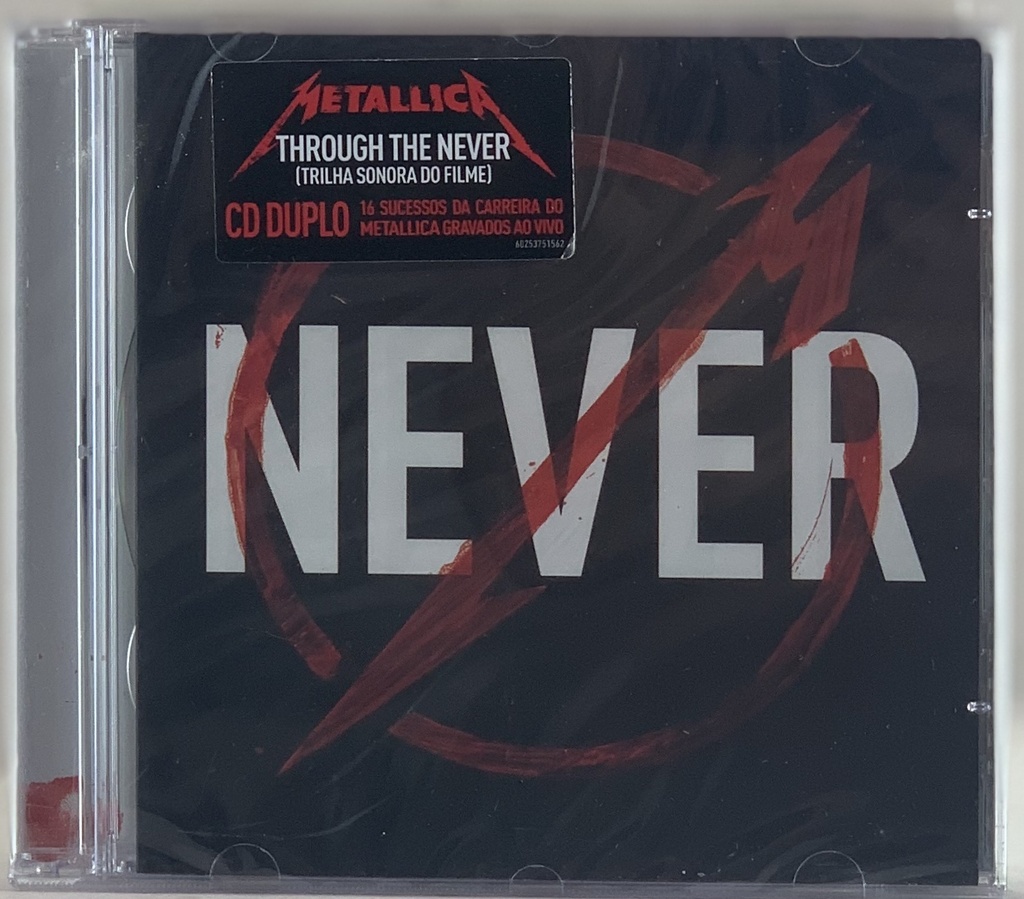 METALLICA
THROUGH THE NEVER
(TRILHA SONORA DO FILME)
CD DUPLO
16 SUCESSOS DA CARREIRA DO
METALLICA GRAVADOS AO VIVO
60253751562
NEVER